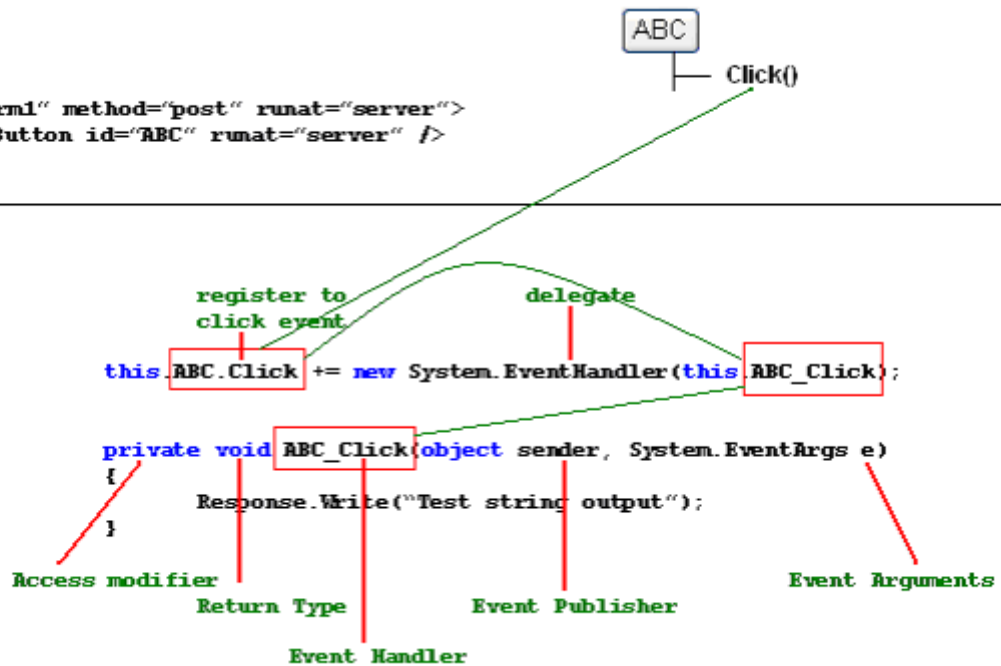 ABC
Click()
rm1" method="post" runat="server">
Button id="ABC" runat="server" />
register to
click event
delegate
this.ABC.Click += new System.EventHandler(this.ABC_Click);
private void ABC_Click(object sender, System.EventArgs e)
{
Response.Write("Test string output");
}
Access modifier
Event Arguments
Return Type
Event Publisher
Event Handler